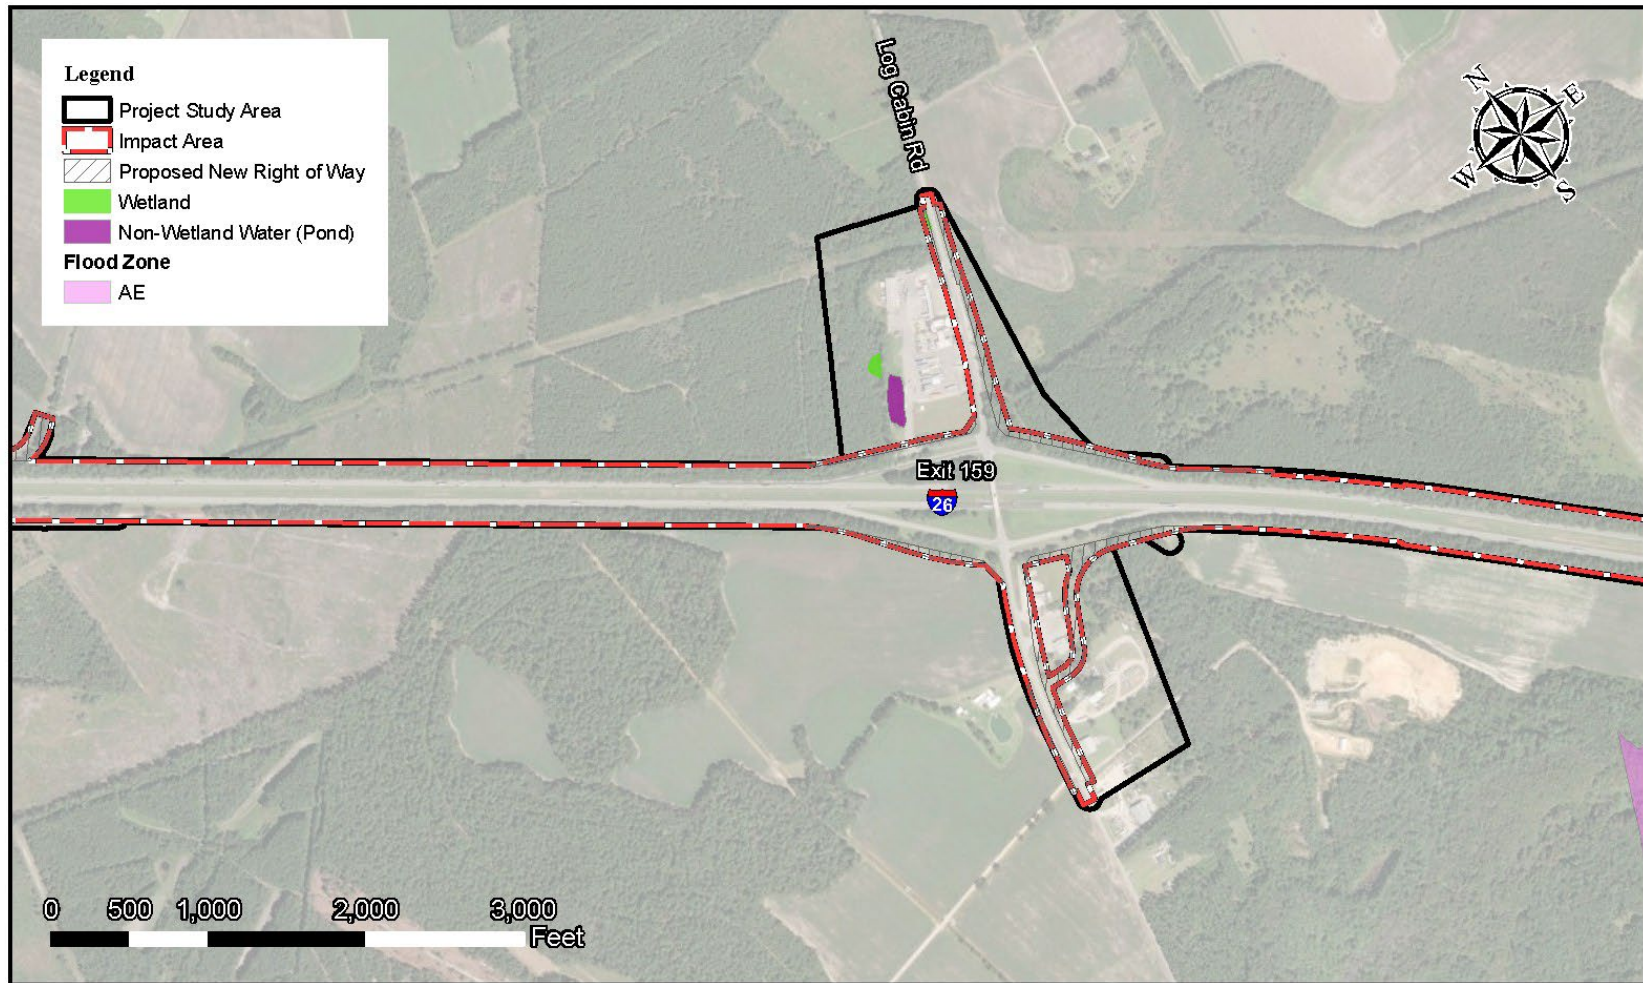 Legend
Project Study Area
Impact Area
Proposed New Right of Way
Wetland
Non-Wetland Water (Pond)
Flood Zone
AE
Log Cabin Rd
N
E
W
S
Exit 159
26
0 500 1,000 2,000 3,000
Feet